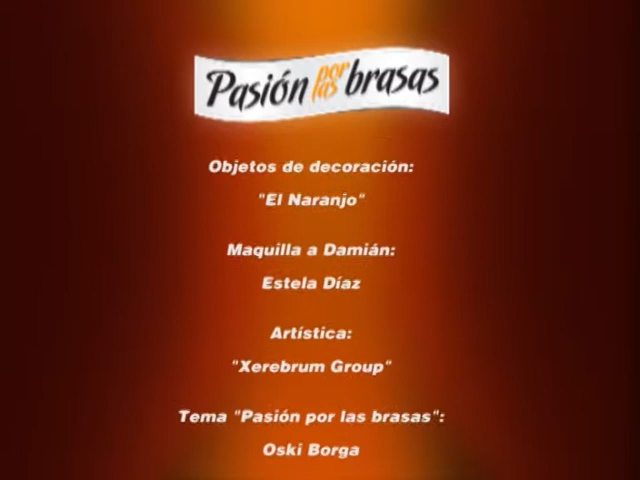 Pasión por las brasas
Objetos de decoración:
"El Naranjo"
Maquilla a Damián:
Estela Díaz
Artística:
"Xerebrum Group"
Tema "Pasión por las brasas":
Oski Borga